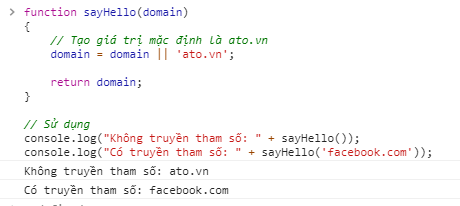 > function sayHello(domain)
{
// Tạo giá trị mặc định là ato.vn
domain = domain || 'ato.vn';
return domain;
}
// Sử dụng
console.log("Không truyền tham số: " + sayHello());
console.log("Có truyền tham số: " + sayHello('facebook.com'));
Không truyền tham số: ato.vn
Có truyền tham số: facebook.com